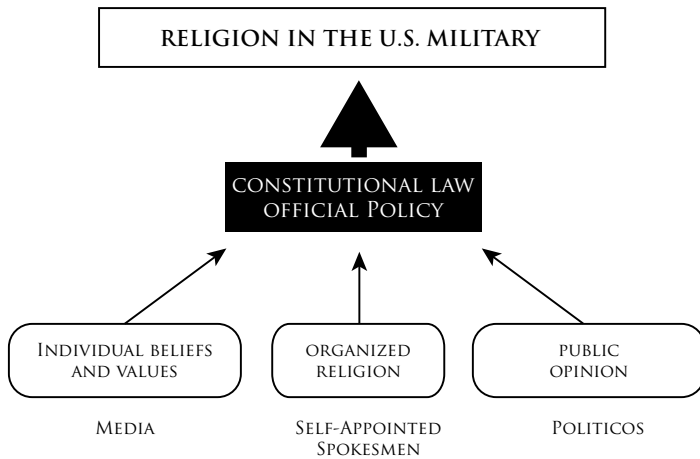 RELIGION IN THE U.S. MILITARY
CONSTITUTIONAL LAW
OFFICIAL POLICY
INDIVIDUAL BELIEFS
AND VALUES
ORGANIZED
RELIGION
PUBLIC
OPINION
MEDIA
SELF-APPOINTED
SPOKESMEN
POLITICOS